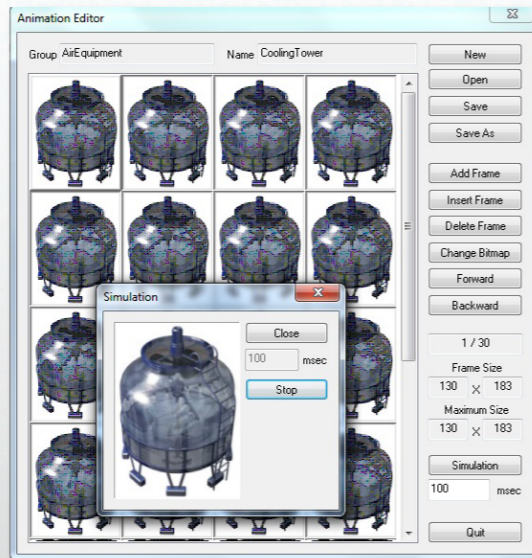 Animation Editor
Group AirEquipment Name CoolingTower
New
Open
Save
Save As
Add Frame
Insert Frame
Delete Frame
Change Bitmap
Forward
Backward
1 / 30
Frame Size
130 X 183
Maximum Size
130 X 183
Simulation
100 msec
Quit
Simulation
Close
100 msec
Stop